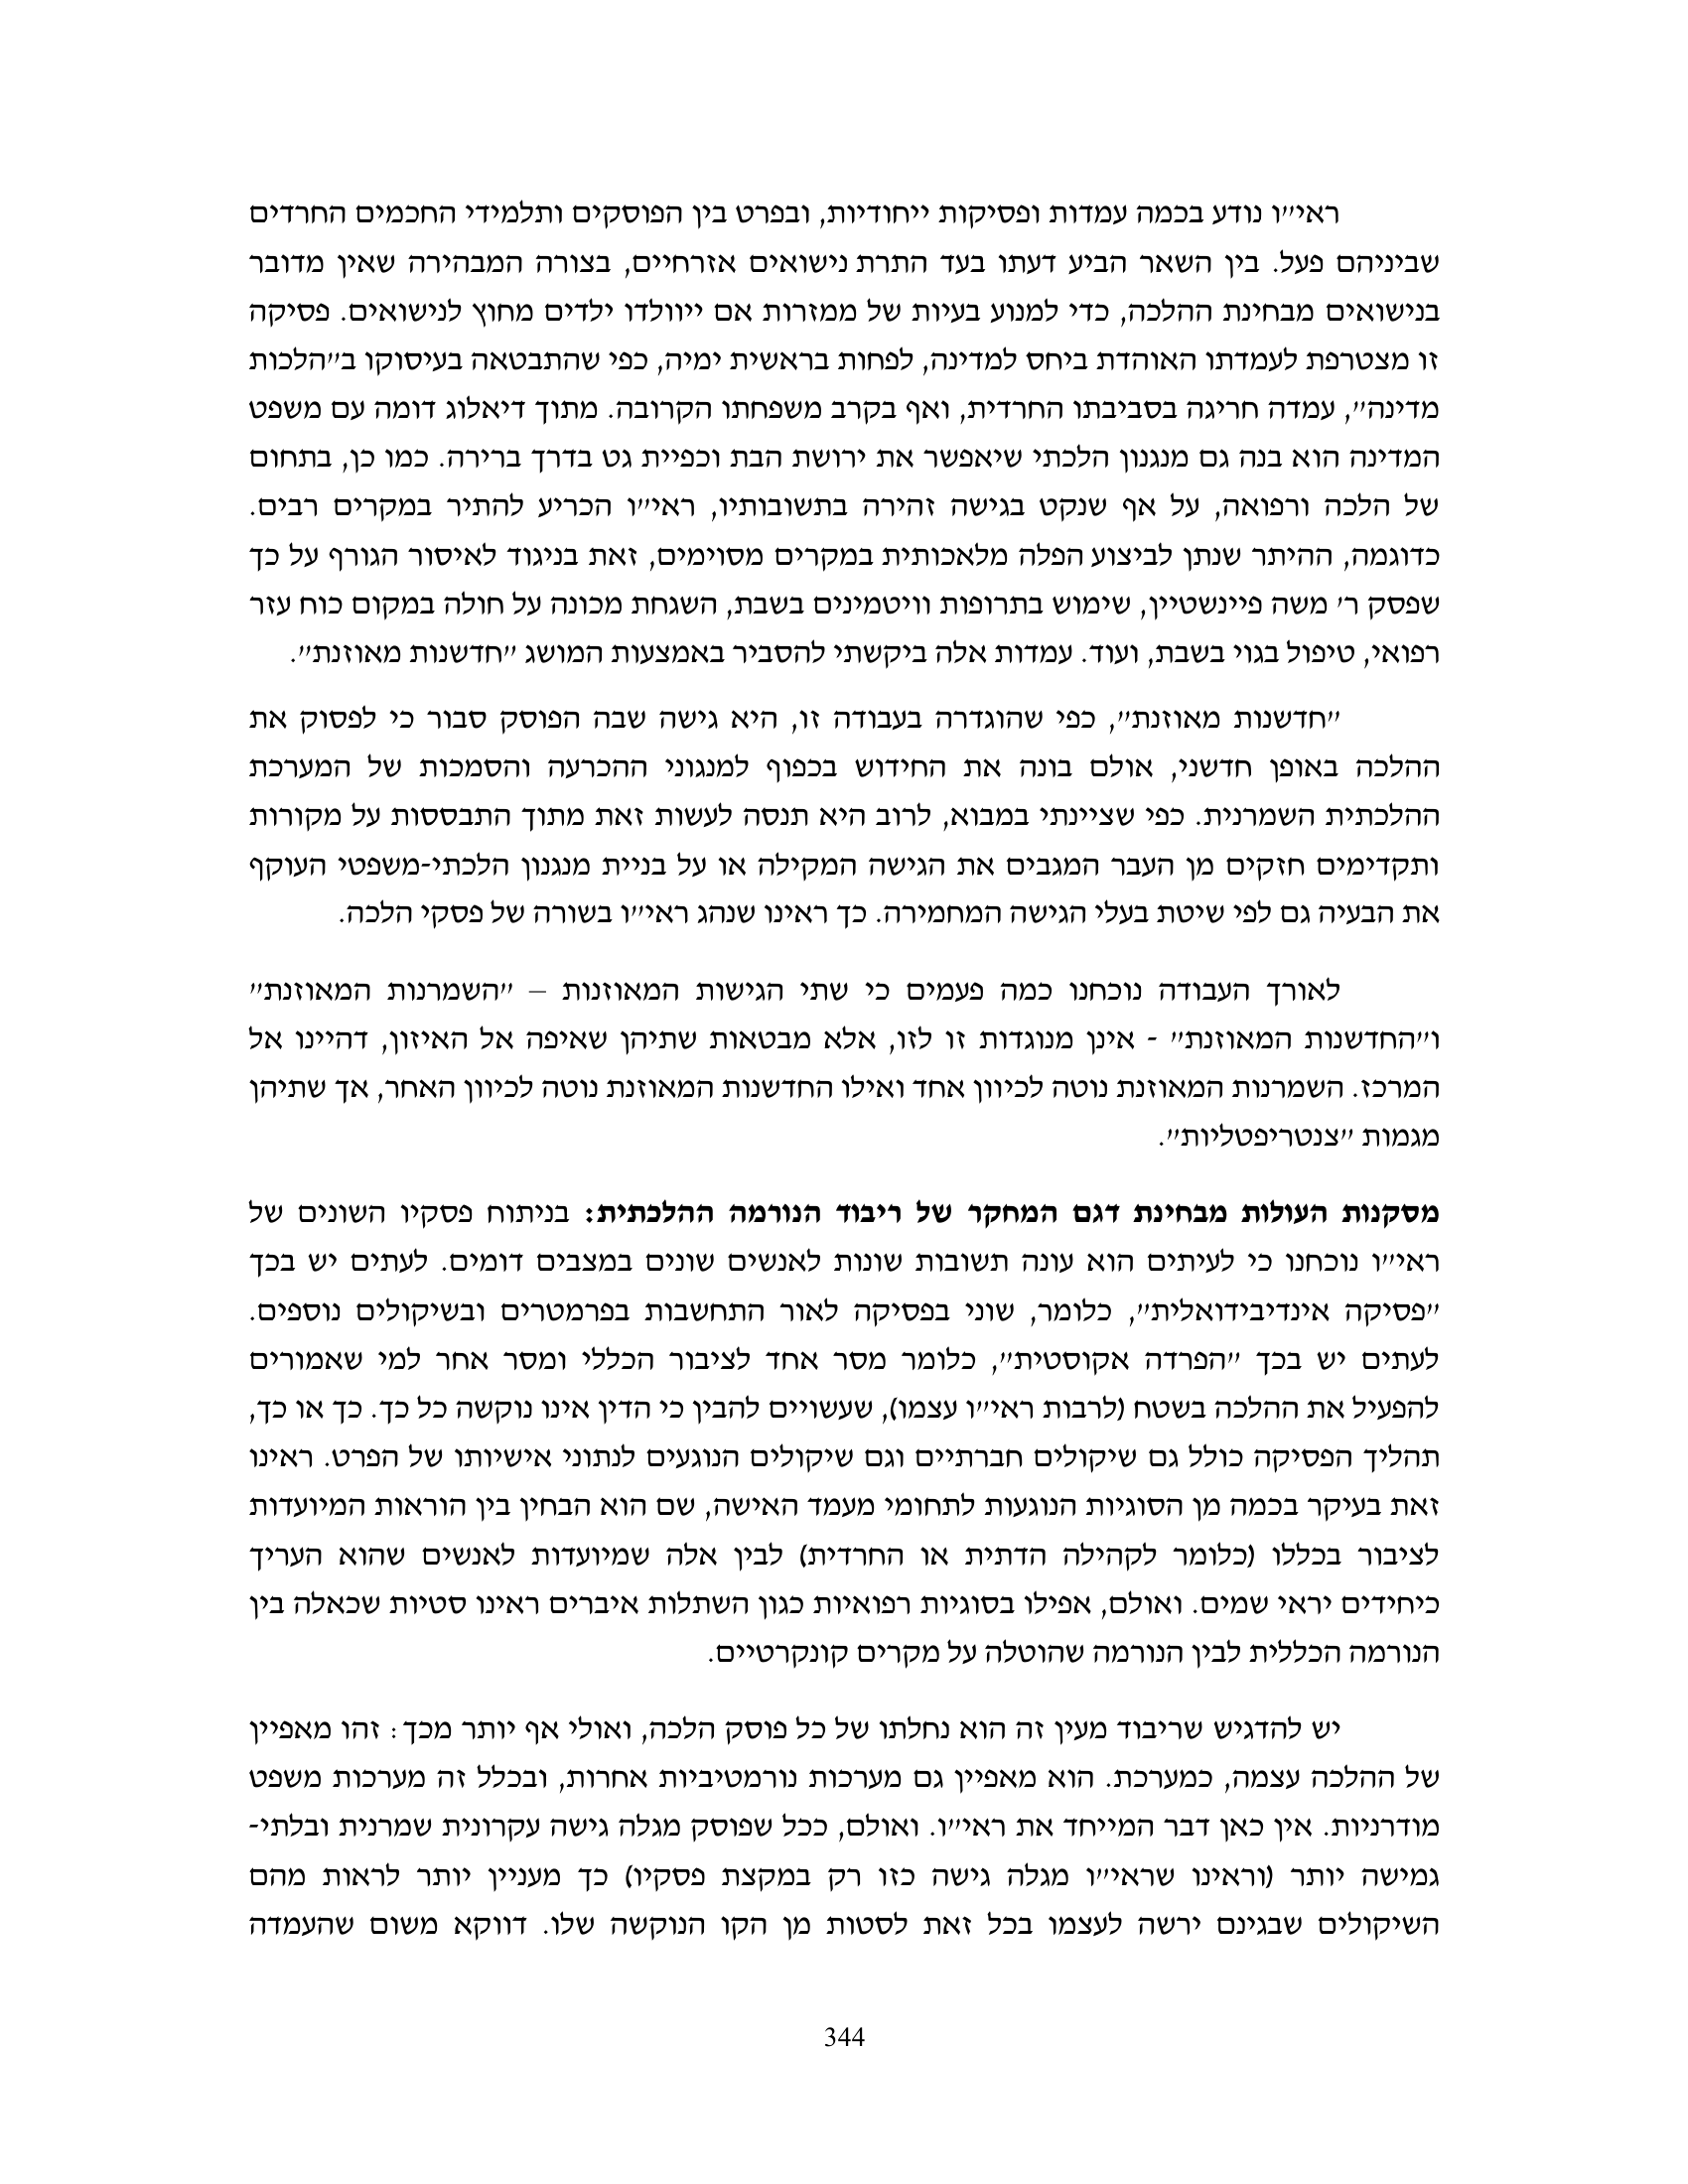 ראי״ו נודע בכמה עמדות ופסיקות ייחודיות, ובפרט בין הפוסקים ותלמידי החכמים החרדים
שביניהם פעל. בין השאר הביע דעתו בעד התרת נישואים אזרחיים, בצורה המבהירה שאין מדובר
בנישואים מבחינת ההלכה, כדי למנוע בעיות של ממזרות אם ייוולדו ילדים מחוץ לנישואים. פסיקה
זו מצטרפת לעמדתו האוהדת ביחס למדינה, לפחות בראשית ימיה, כפי שהתבטאה בעיסוקו ב״הלכות
מדינה״, עמדה חריגה בסביבתו החרדית, ואף בקרב משפחתו הקרובה. מתוך דיאלוג דומה עם משפט
המדינה הוא בנה גם מנגנון הלכתי שיאפשר את ירושת הבת וכפיית גט בדרך ברירה. כמו כן, בתחום
של הלכה ורפואה, על אף שנקט בגישה זהירה בתשובותיו, ראי״ו הכריע להתיר במקרים רבים.
כדוגמה, ההיתר שנתן לביצוע הפלה מלאכותית במקרים מסוימים, זאת בניגוד לאיסור הגורף על כך
שפסק ר׳ משה פיינשטיין, שימוש בתרופות וויטמינים בשבת, השגחת מכונה על חולה במקום כוח עזר
רפואי, טיפול בגוי בשבת, ועוד. עמדות אלה ביקשתי להסביר באמצעות המושג ״חדשנות מאוזנת״.
״חדשנות מאוזנת״, כפי שהוגדרה בעבודה זו, היא גישה שבה הפוסק סבור כי לפסוק את
ההלכה באופן חדשני, אולם בונה את החידוש בכפוף למנגנוני ההכרעה והסמכות של המערכת
ההלכתית השמרנית. כפי שציינתי במבוא, לרוב היא תנסה לעשות זאת מתוך התבססות על מקורות
ותקדימים חזקים מן העבר המגבים את הגישה המקילה או על בניית מנגנון הלכתי-משפטי העוקף
את הבעיה גם לפי שיטת בעלי הגישה המחמירה. כך ראינו שנהג ראי״ו בשורה של פסקי הלכה.
לאורך העבודה נוכחנו כמה פעמים כי שתי הגישות המאוזנות – ״השמרנות המאוזנת״
ו״החדשנות המאוזנת״ - אינן מנוגדות זו לזו, אלא מבטאות שתיהן שאיפה אל האיזון, דהיינו אל
המרכז. השמרנות המאוזנת נוטה לכיוון אחד ואילו החדשנות המאוזנת נוטה לכיוון האחר, אך שתיהן
מגמות ״צנטריפטליות״.
מסקנות העולות מבחינת דגם המחקר של ריבוד הנורמה ההלכתית: בניתוח פסקיו השונים של
ראי״ו נוכחנו כי לעיתים הוא עונה תשובות שונות לאנשים שונים במצבים דומים. לעתים יש בכך
״פסיקה אינדיבידואלית״, כלומר, שוני בפסיקה לאור התחשבות בפרמטרים ובשיקולים נוספים.
לעתים יש בכך ״הפרדה אקוסטית״, כלומר מסר אחד לציבור הכללי ומסר אחר למי שאמורים
להפעיל את ההלכה בשטח (לרבות ראי״ו עצמו), שעשויים להבין כי הדין אינו נוקשה כל כך. כך או כך,
תהליך הפסיקה כולל גם שיקולים חברתיים וגם שיקולים הנוגעים לנתוני אישיותו של הפרט. ראינו
זאת בעיקר בכמה מן הסוגיות הנוגעות לתחומי מעמד האישה, שם הוא הבחין בין הוראות המיועדות
לציבור בכללו (כלומר לקהילה הדתית או החרדית) לבין אלה שמיועדות לאנשים שהוא העריך
כיחידים יראי שמים. ואולם, אפילו בסוגיות רפואיות כגון השתלות איברים ראינו סטיות שכאלה בין
הנורמה הכללית לבין הנורמה שהוטלה על מקרים קונקרטיים.
יש להדגיש שריבוד מעין זה הוא נחלתו של כל פוסק הלכה, ואולי אף יותר מכך: זהו מאפיין
של ההלכה עצמה, כמערכת. הוא מאפיין גם מערכות נורמטיביות אחרות, ובכלל זה מערכות משפט
מודרניות. אין כאן דבר המייחד את ראי״ו. ואולם, ככל שפוסק מגלה גישה עקרונית שמרנית ובלתי-
גמישה יותר (וראינו שראי״ו מגלה גישה כזו רק במקצת פסקיו) כך מעניין יותר לראות מהם
השיקולים שבגינם ירשה לעצמו בכל זאת לסטות מן הקו הנוקשה שלו. דווקא משום שהעמדה
344